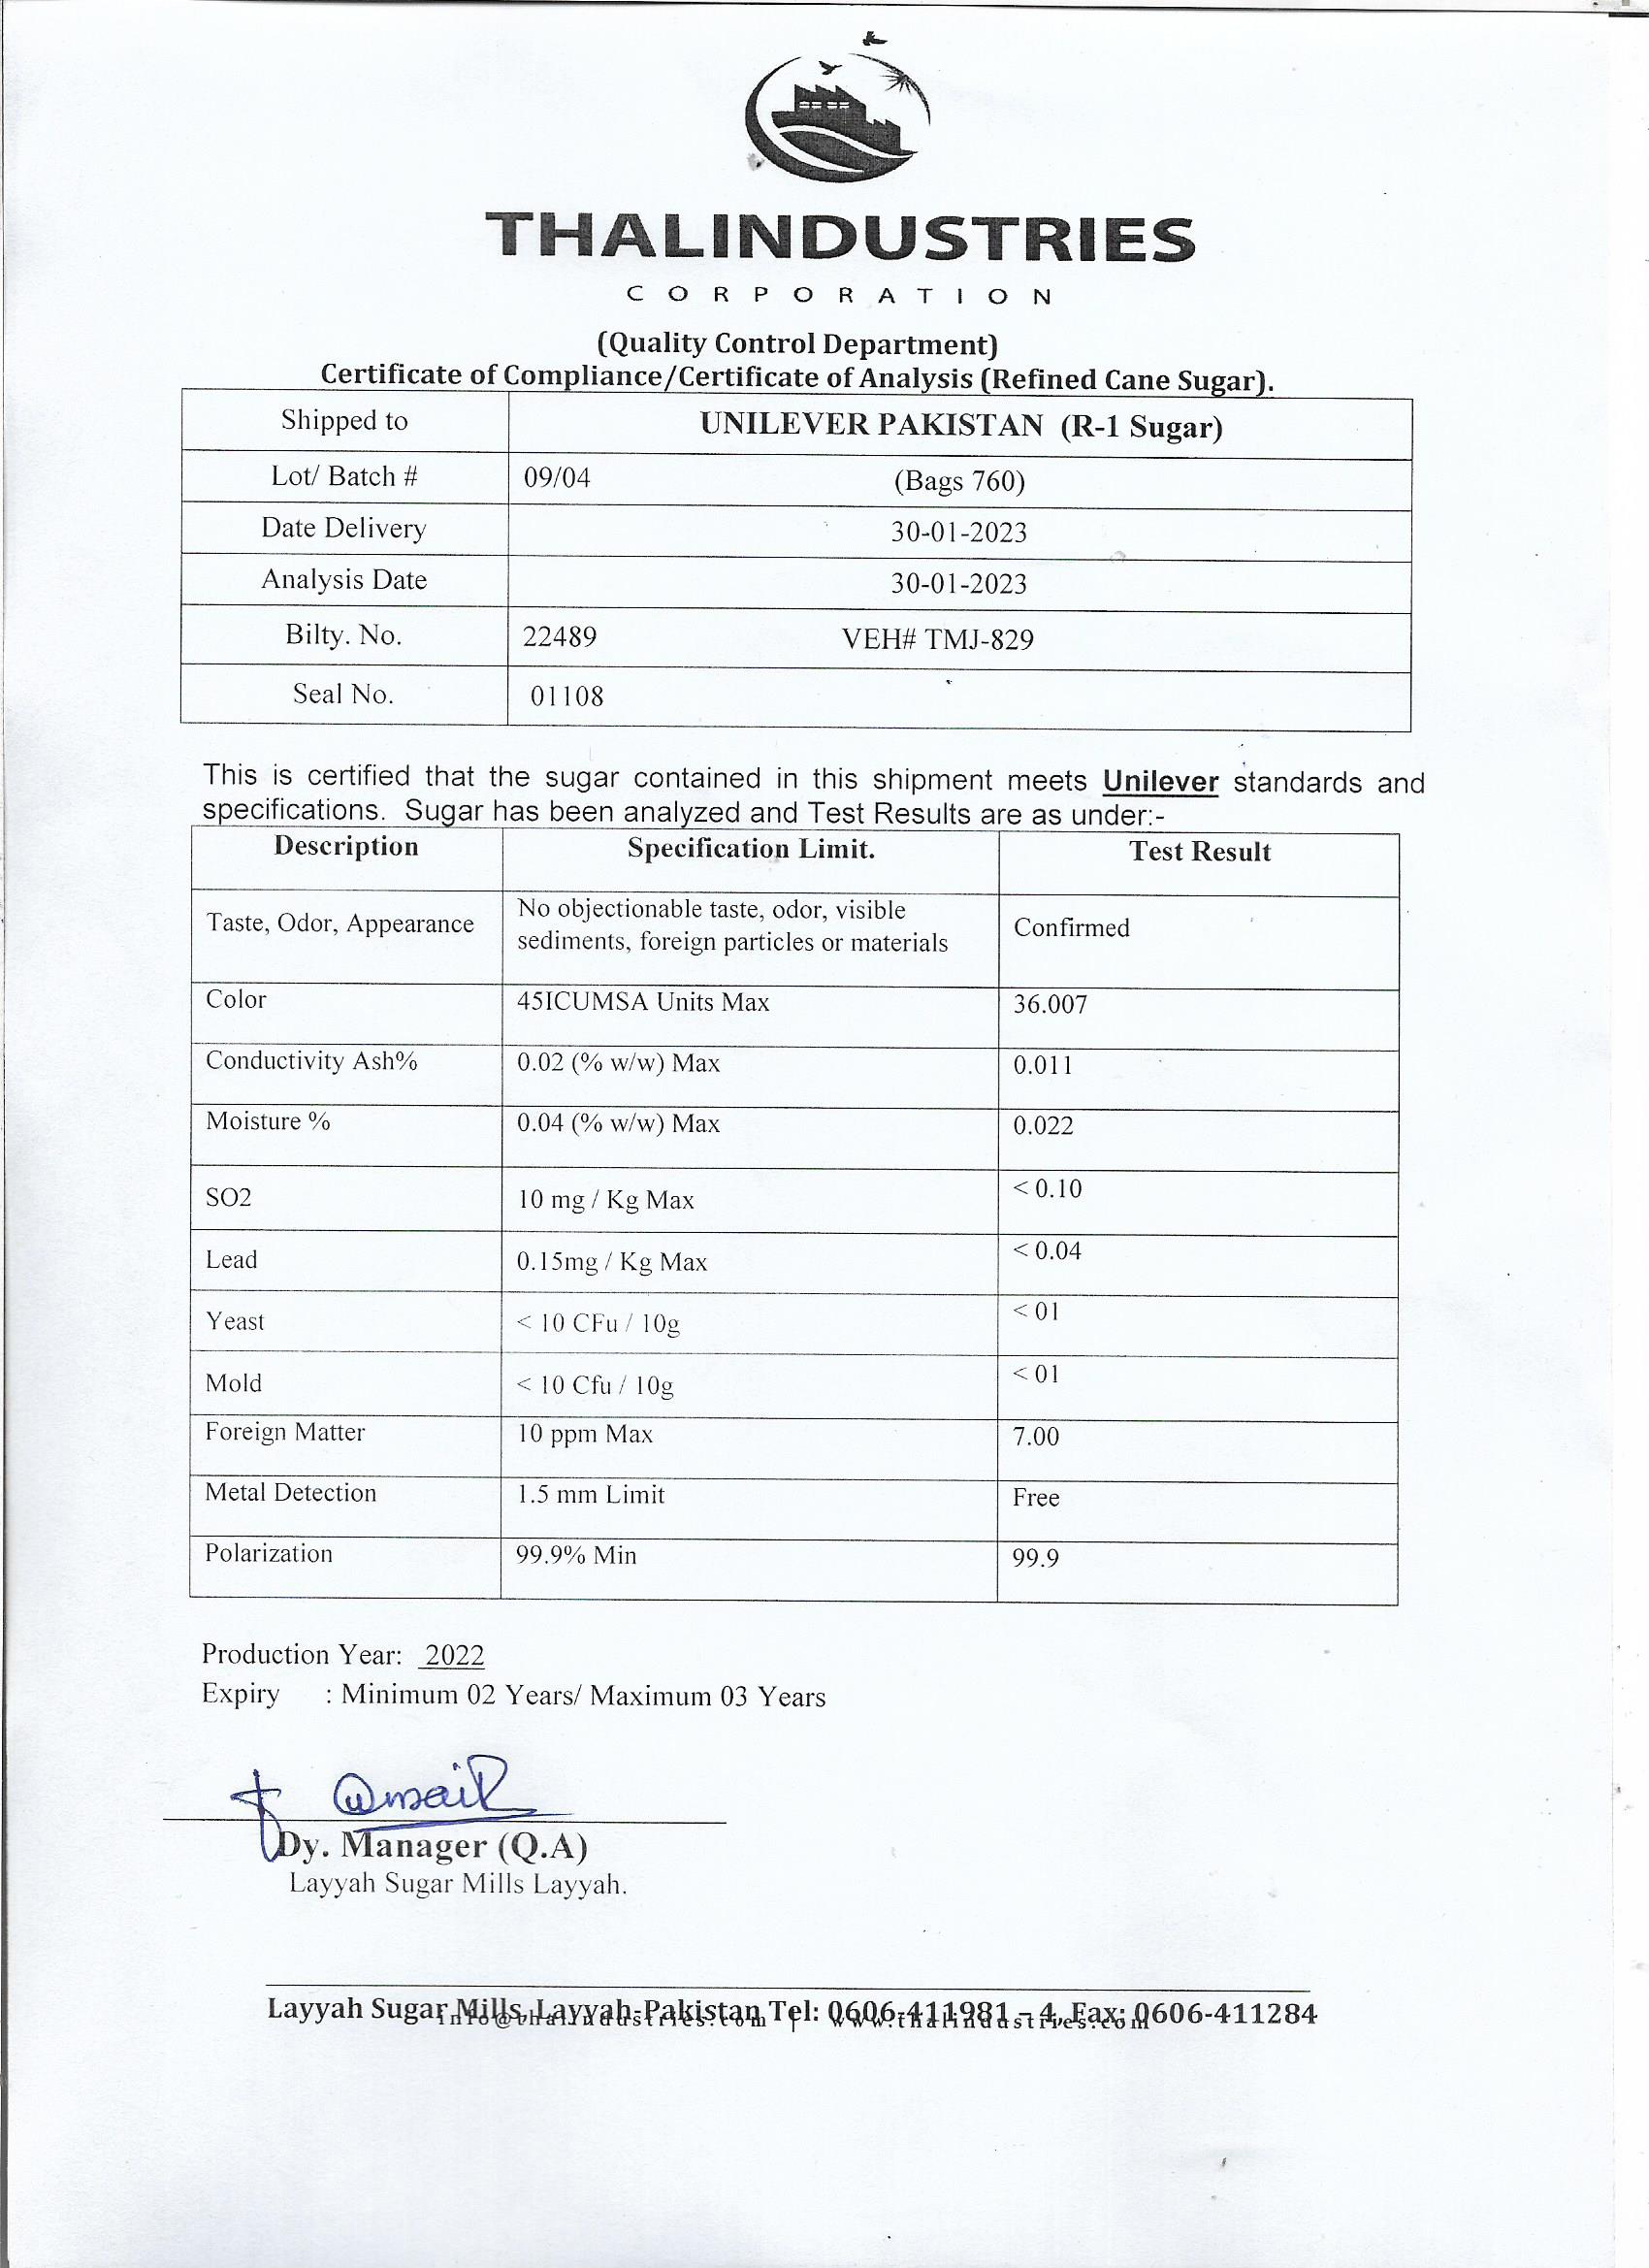 THALINDUSTRIES
CORPORATION
(Quality Control Department)
Certificate of Compliance/Certificate of Analysis (Refined Cane Sugar).
Shipped to UNILEVER PAKISTAN (R-1 Sugar)
Lot/ Batch # 09/04 (Bags 760)
Date Delivery 30-01-2023
Analysis Date 30-01-2023
Bilty. No. 22489 VEH# TMJ-829
Seal No. 01108
This is certified that the sugar contained in this shipment meets Unilever standards and
specifications. Sugar has been analyzed and Test Results are as under:-
Description Specification Limit. Test Result
Taste, Odor, Appearance No objectionable taste, odor, visible
sediments, foreign particles or materials Confirmed
Color 45ICUMSA Units Max 36.007
Conductivity Ash% 0.02 (% w/w) Max 0.011
Moisture % 0.04 (% w/w) Max 0.022
SO2 10 mg / Kg Max < 0.10
Lead 0.15mg / Kg Max < 0.04
Yeast < 10 CFu / 10g < 01
Mold < 10 Cfu / 10g < 01
Foreign Matter 10 ppm Max 7.00
Metal Detection 1.5 mm Limit Free
Polarization 99.9% Min 99.9
Production Year: 2022
Expiry : Minimum 02 Years/ Maximum 03 Years
Dy. Manager (Q.A)
Layyah Sugar Mills Layyah.
Layyah Sugar Mills, Layyah-Pakistan Tel: 0606-411981 – 4, Fax: 0606-411284
info@thalindustries.com | www.thalindustries.com